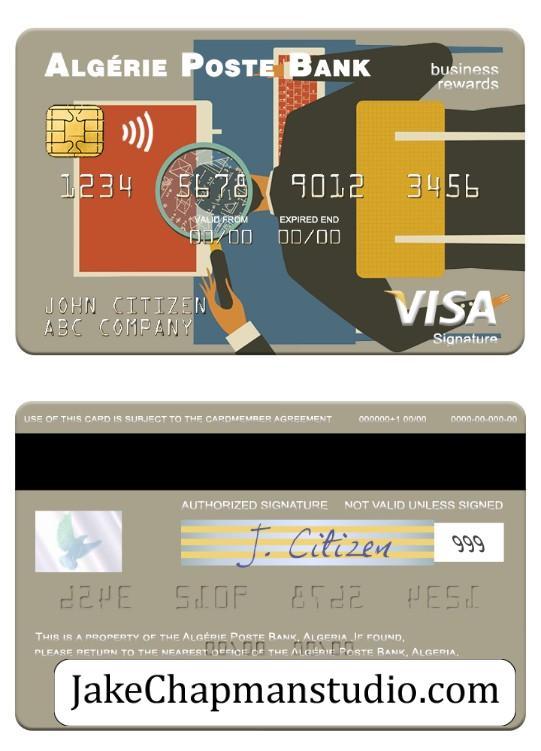 ALGÉRIE POSTE BANK
business
rewards
1234 5678 9012 3456
VALID FROM EXPIRED END
00/00 00/00
JOHN CITIZEN
ABC COMPANY
VISA
Signature
USE OF THIS CARD IS SUBJECT TO THE CARDMEMBER AGREEMENT 000000+1 00/00 0000-00-000-00
AUTHORIZED SIGNATURE NOT VALID UNLESS SIGNED
J. Citizen
999
THIS IS A PROPERTY OF THE ALGÉRIE POSTE BANK, ALGERIA. IF FOUND,
PLEASE RETURN TO THE NEAREST OFFICE OF THE ALGÉRIE POSTE BANK, ALGERIA.
JakeChapmanstudio.com